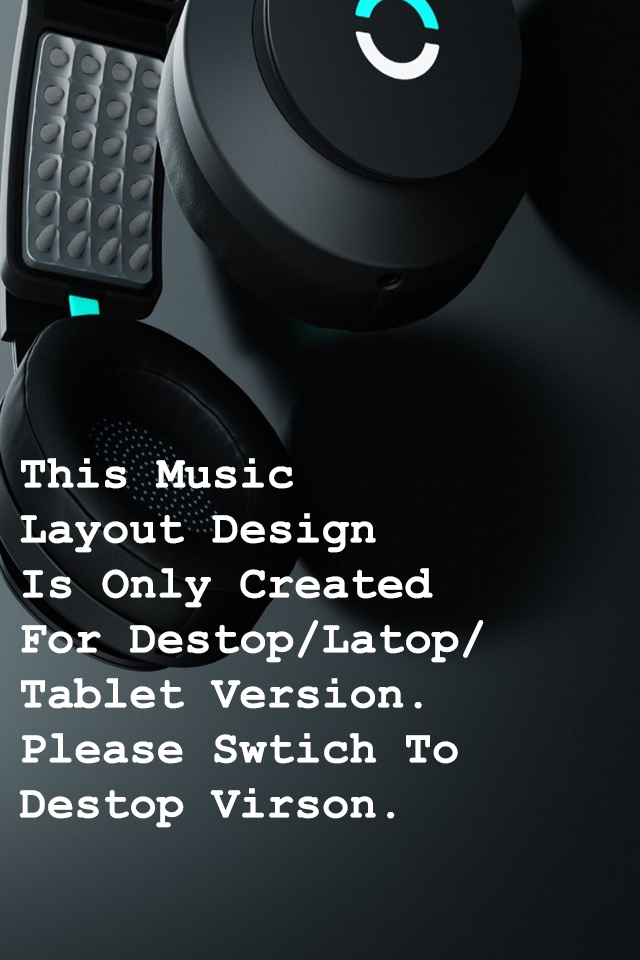 This Music
Layout Design
Is Only Created
For Destop/Latop/
Tablet Version.
Please Swtich To
Destop Virson.